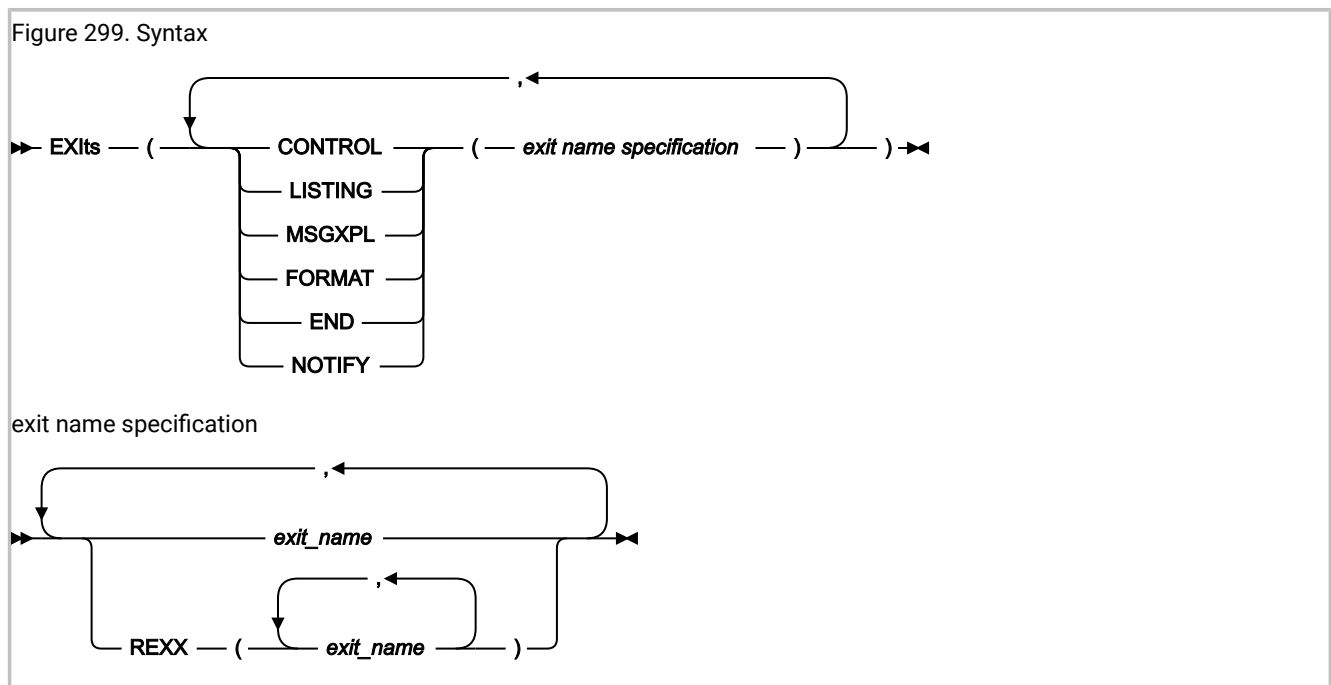 Figure 299. Syntax
,
EXIts ( CONTROL ( exit name specification ) )
LISTING
MSGXPL
FORMAT
END
NOTIFY
exit name specification
,
exit_name
,
REXX ( exit_name )